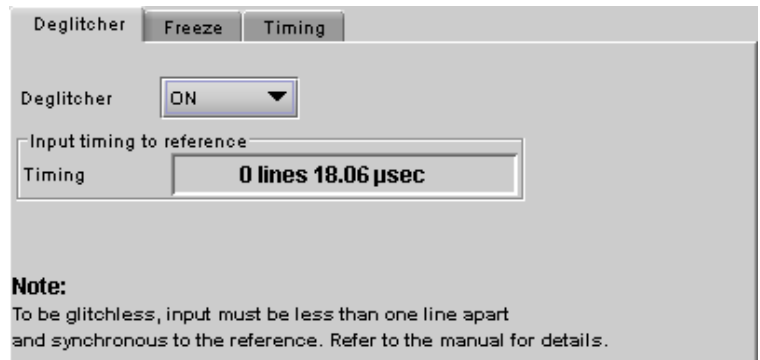 Deglitcher Freeze Timing
Deglitcher ON
Input timing to reference
Timing 0 lines 18.06 µsec
Note:
To be glitchless, input must be less than one line apart
and synchronous to the reference. Refer to the manual for details.